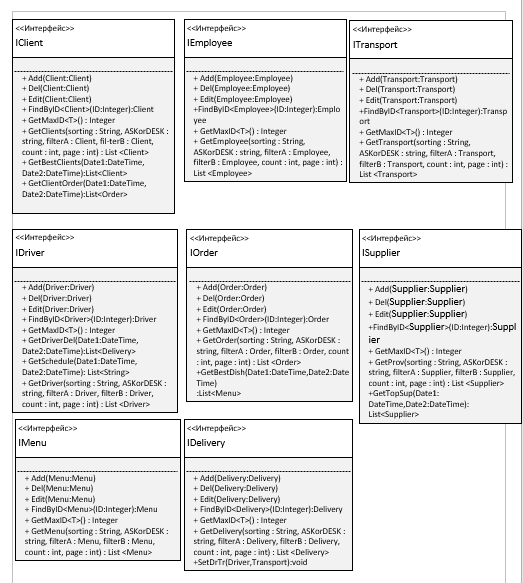 <<Интерфейс>>
IClient
+ Add(Client:Client)
+ Del(Client:Client)
+ Edit(Client:Client)
+ FindByID<Client>(ID:Integer):Client
+ GetMaxID<T>() : Integer
+ GetClients(sorting : String, ASKorDESK :
string, filterA : Client, fil-terB : Client,
count : int, page : int) : List <Client>
+ GetBestClients(Date1:DateTime,
Date2:DateTime):List<Client>
+ GetClientOrder(Date1:DateTime,
Date2:DateTime):List<Order>
<<Интерфейс>>
IEmployee
+ Add(Employee:Employee)
+ Del(Employee:Employee)
+ Edit(Employee:Employee)
+FindByID<Employee>(ID:Integer):Emplo
yee
+ GetMaxID<T>() : Integer
+ GetEmployee(sorting : String,
ASKorDESK : string, filterA : Employee,
filterB : Employee, count : int, page : int) :
List <Employee>
<<Интерфейс>>
ITransport
+ Add(Transport:Transport)
+ Del(Transport:Transport)
+ Edit(Transport:Transport)
+FindByID<Transport>(ID:Integer):Transp
ort
+ GetMaxID<T>() : Integer
+ GetTransport(sorting : String,
ASKorDESK : string, filterA : Transport,
filterB : Transport, count : int, page : int) :
List <Transport>
<<Интерфейс>>
IDriver
+ Add(Driver:Driver)
+ Del(Driver:Driver)
+ Edit(Driver:Driver)
+ FindByID<Driver>(ID:Integer):Driver
+ GetMaxID<T>() : Integer
+ GetDriverDel(Date1:DateTime,
Date2:DateTime):List<Delivery>
+ GetSchedule(Date1:DateTime,
Date2:DateTime): List<String>
+ GetDriver(sorting : String, ASKorDESK :
string, filterA : Driver, filterB : Driver,
count : int, page : int) : List <Driver>
<<Интерфейс>>
IOrder
+ Add(Order:Order)
+ Del(Order:Order)
+ Edit(Order:Order)
+ FindByID<Order>(ID:Integer):Order
+ GetMaxID<T>() : Integer
+ GetOrder(sorting : String, ASKorDESK :
string, filterA : Order, filterB : Order, count
: int, page : int) : List <Order>
+GetBestDish(Date1:DateTime,Date2:Date
Time)
:List<Menu>
<<Интерфейс>>
ISupplier
+ Add(Supplier:Supplier)
+ Del(Supplier:Supplier)
+ Edit(Supplier:Supplier)
+FindByID<Supplier>(ID:Integer):Suppl
ier
+ GetMaxID<T>() : Integer
+ GetProv(sorting : String, ASKorDESK :
string, filterA : Supplier, filterB : Supplier,
count : int, page : int) : List <Supplier>
+GetTopSup(Date1:
DateTime,Date2:DateTime):
List<Supplier>
<<Интерфейс>>
IMenu
+ Add(Menu:Menu)
+ Del(Menu:Menu)
+ Edit(Menu:Menu)
+ FindByID<Menu>(ID:Integer):Menu
+ GetMaxID<T>() : Integer
+ GetMenu(sorting : String, ASKorDESK :
string, filterA : Menu, filterB : Menu,
count : int, page : int) : List <Menu>
<<Интерфейс>>
IDelivery
+ Add(Delivery:Delivery)
+ Del(Delivery:Delivery)
+ Edit(Delivery:Delivery)
+ FindByID<Delivery>(ID:Integer):Delivery
+ GetMaxID<T>() : Integer
+ GetDelivery(sorting : String, ASKorDESK :
string, filterA : Delivery, filterB : Delivery,
count : int, page : int) : List <Delivery>
+SetDrTr(Driver,Transport):void